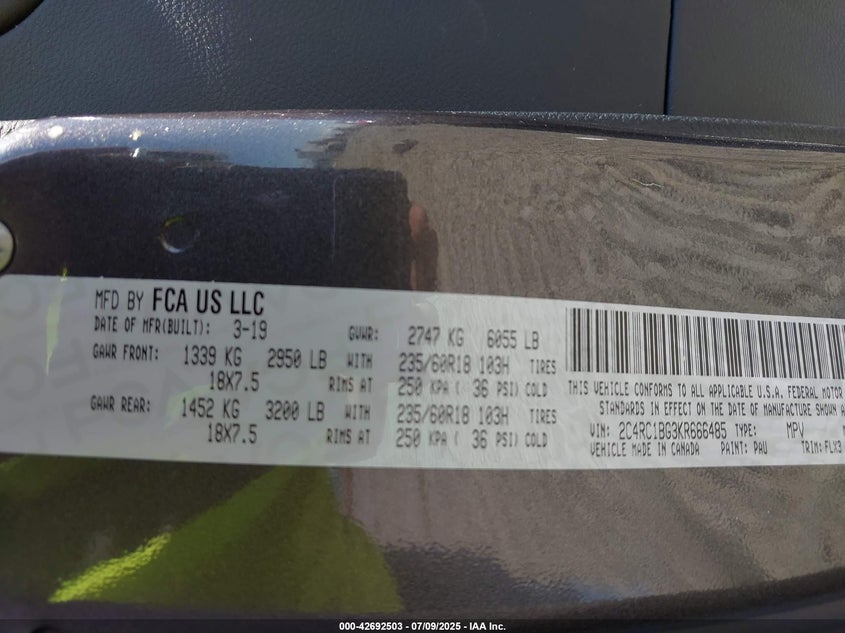 MFD BY FCA US LLC
DATE OF MFR(BUILT): 3-19 GVWR: 2747 KG 6055 LB
GAWR FRONT: 1339 KG 2950 LB WITH 235/60R18 103H TIRES
18X7.5 RIMS AT 250 KPA ( 36 PSI) COLD
GAWR REAR: 1452 KG 3200 LB WITH 235/60R18 103H TIRES
18X7.5 RIMS AT 250 KPA ( 36 PSI) COLD
THIS VEHICLE CONFORMS TO ALL APPLICABLE U.S.A. FEDERAL MOTOR
STANDARDS IN EFFECT ON THE DATE OF MANUFACTURE SHOWN
VIN: 2C4RC1BG3KR666485 TYPE: MPV
VEHICLE MADE IN CANADA PAINT: PAU TRIM: FLX3
000-42692503 - 07/09/2025 - IAA Inc.